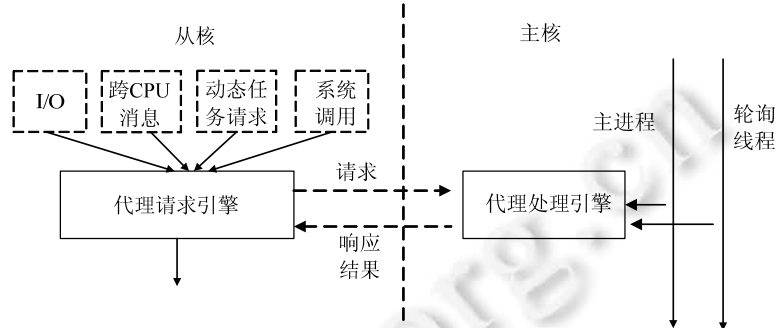 从核
主核
I/O
跨CPU
消息
动态任
务请求
系统
调用
主进程
轮询
线程
请求
代理请求引擎
代理处理引擎
响应
结果
org.cn